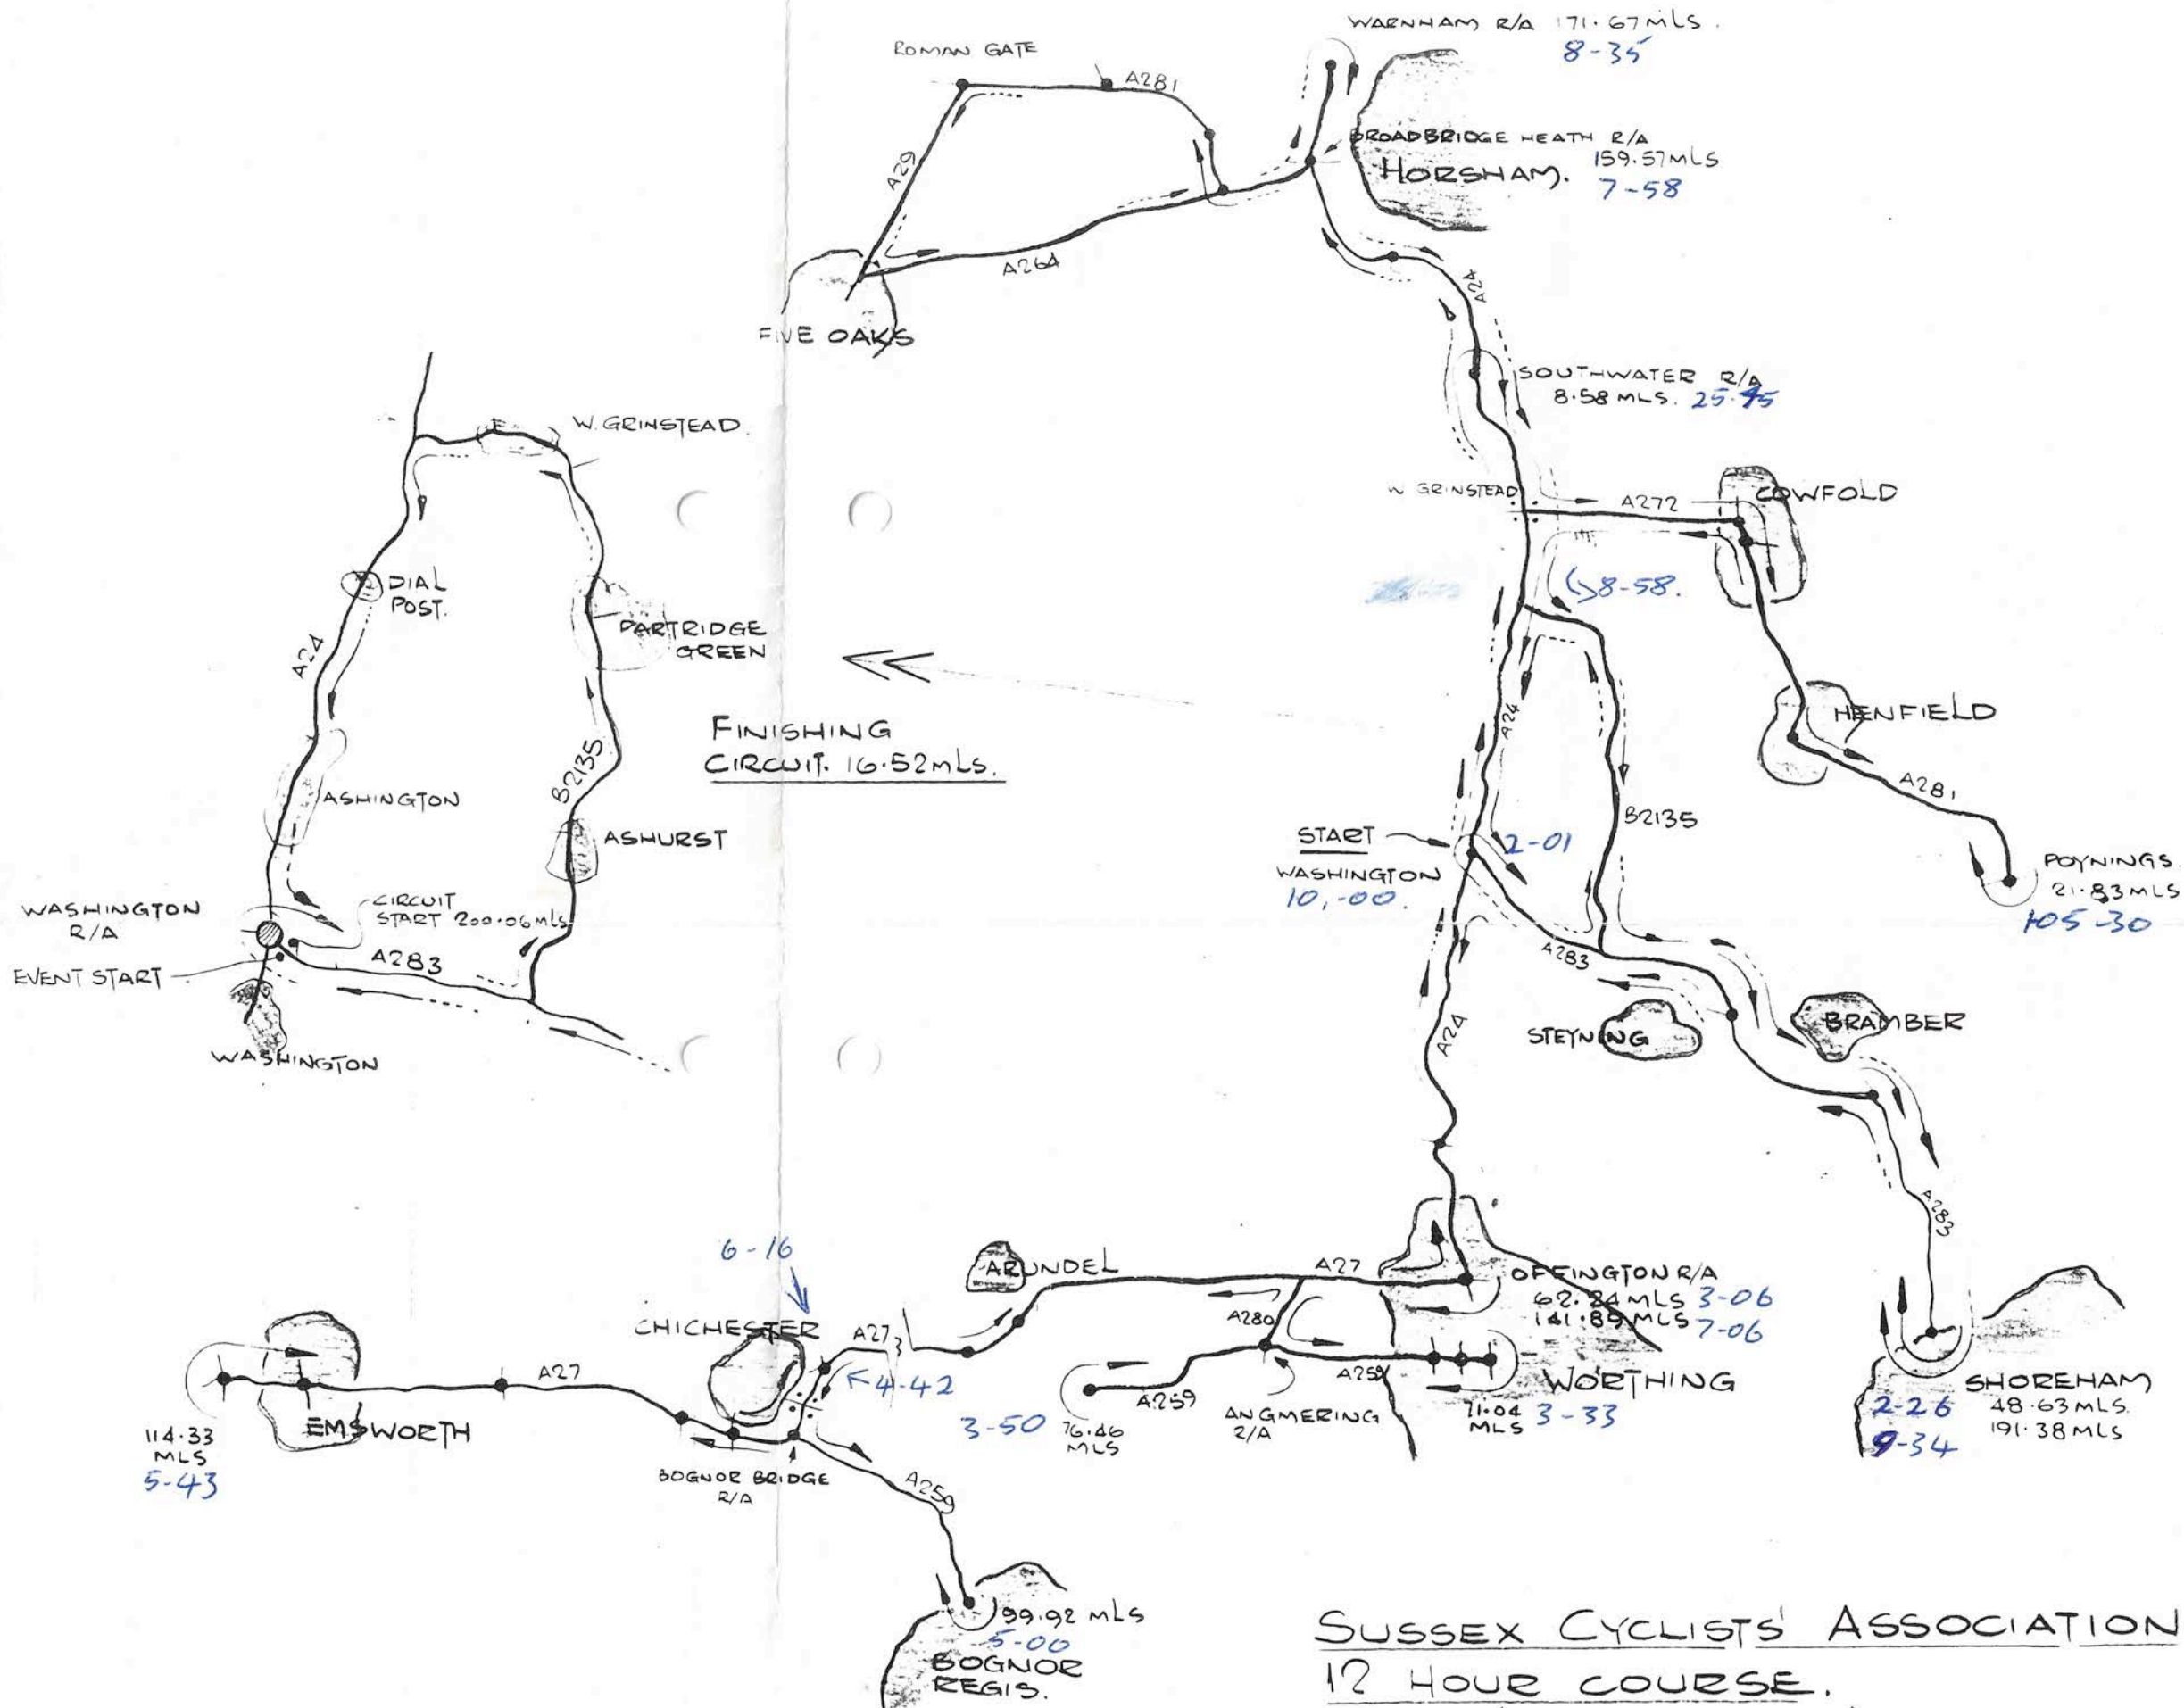 WARNHAM R/A 171.67 MLS.
8-35
ROMAN GATE
A281
BROADBRIDGE HEATH R/A
159.57 MLS
HORSHAM.
7-58
A29
A264
FIVE OAKS
A24
SOUTHWATER R/A
8.58 MLS.
W. GRINSTEAD.
W GRINSTEAD
A272
COWFOLD
8-58.
DIAL
POST.
PARTRIDGE
GREEN
A24
FINISHING
CIRCUIT. 16.52 MLS.
HENFIELD
A281
A24
B2135
B2135
ASHINGTON
ASHURST
START
WASHINGTON
10,-00.
2-01
POYNINGS.
21.83 MLS
105-30
WASHINGTON
R/A
CIRCUIT
START 200.06 MLS
EVENT START
A283
A283
WASHINGTON
STEYNING
BRAMBER
A24
A283
6-16
ARUNDEL
A27
OFFINGTON R/A
62.24 MLS 3-06
141.89 MLS 7-06
CHICHESTER
A27
A280
4-42
A27
EMSWORTH
114.33
MLS
5-43
BOGNOR BRIDGE
R/A
A259
3-50
76.46
MLS
A259
ANGMERING
R/A
A259
71.04
MLS
3-33
WORTHING
SHOREHAM
48.63 MLS.
191.38 MLS
2-26
9-34
99.92 MLS
5-00
BOGNOR
REGIS.
SUSSEX CYCLISTS' ASSOCIATION
12 HOUR COURSE.